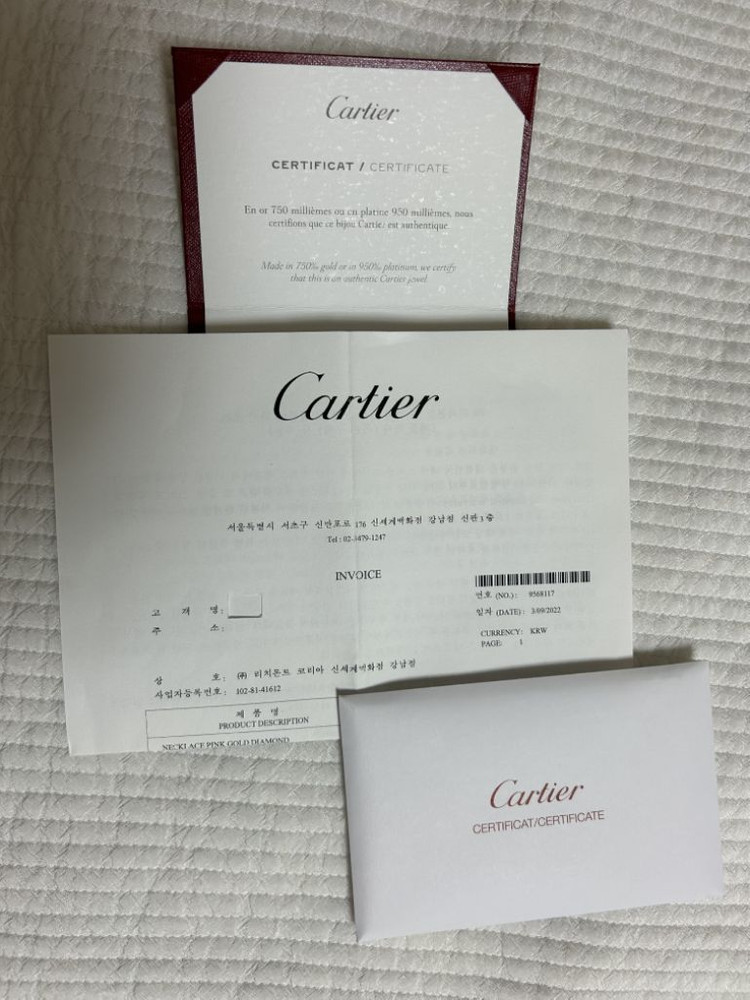 Cartier
CERTIFICAT / CERTIFICATE
En or 750 millièmes ou en platine 950 millièmes, nous
certifions que ce bijou Cartier est authentique
Made in 750‰ gold or in 950‰ platinum, we certify
that this is an authentic Cartier jewel
Cartier
서울특별시 서초구 신반포로 176 신세계백화점 강남점 신관 1층
Tel : 02-3479-1247
INVOICE
고 객 명 :
주 소 :
번호 (NO.) : 9568117
일자 (DATE) : 3/09/2022
CURRENCY: KRW
PAGE: 1
상 호 : (주) 리치몬트 코리아 신세계백화점 강남점
사업자등록번호 : 102-81-41612
제 품 명
PRODUCT DESCRIPTION
NECKLACE PINK GOLD DIAMOND
Cartier
CERTIFICAT/CERTIFICATE